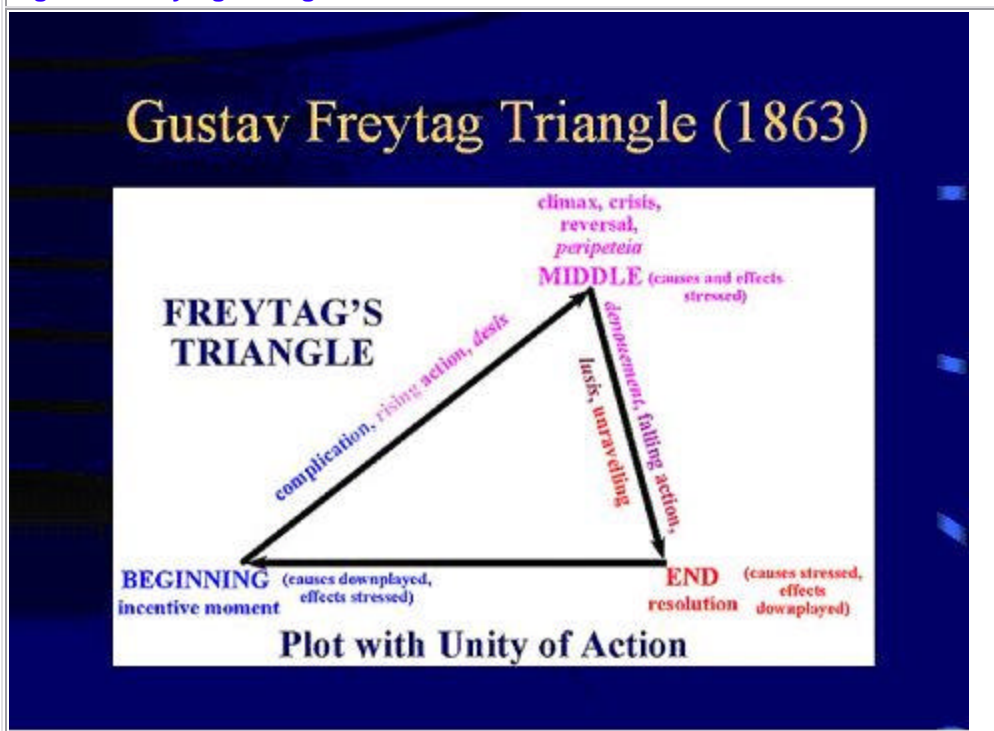 Gustav Freytag Triangle (1863)
climax, crisis,
reversal,
peripeteia
MIDDLE (causes and effects
stressed)
FREYTAG'S
TRIANGLE
complication, rising action, desis
denouement, falling action,
lusis, unravelling
BEGINNING (causes downplayed,
effects stressed)
incentive moment
END (causes stressed,
effects
downplayed)
resolution
Plot with Unity of Action